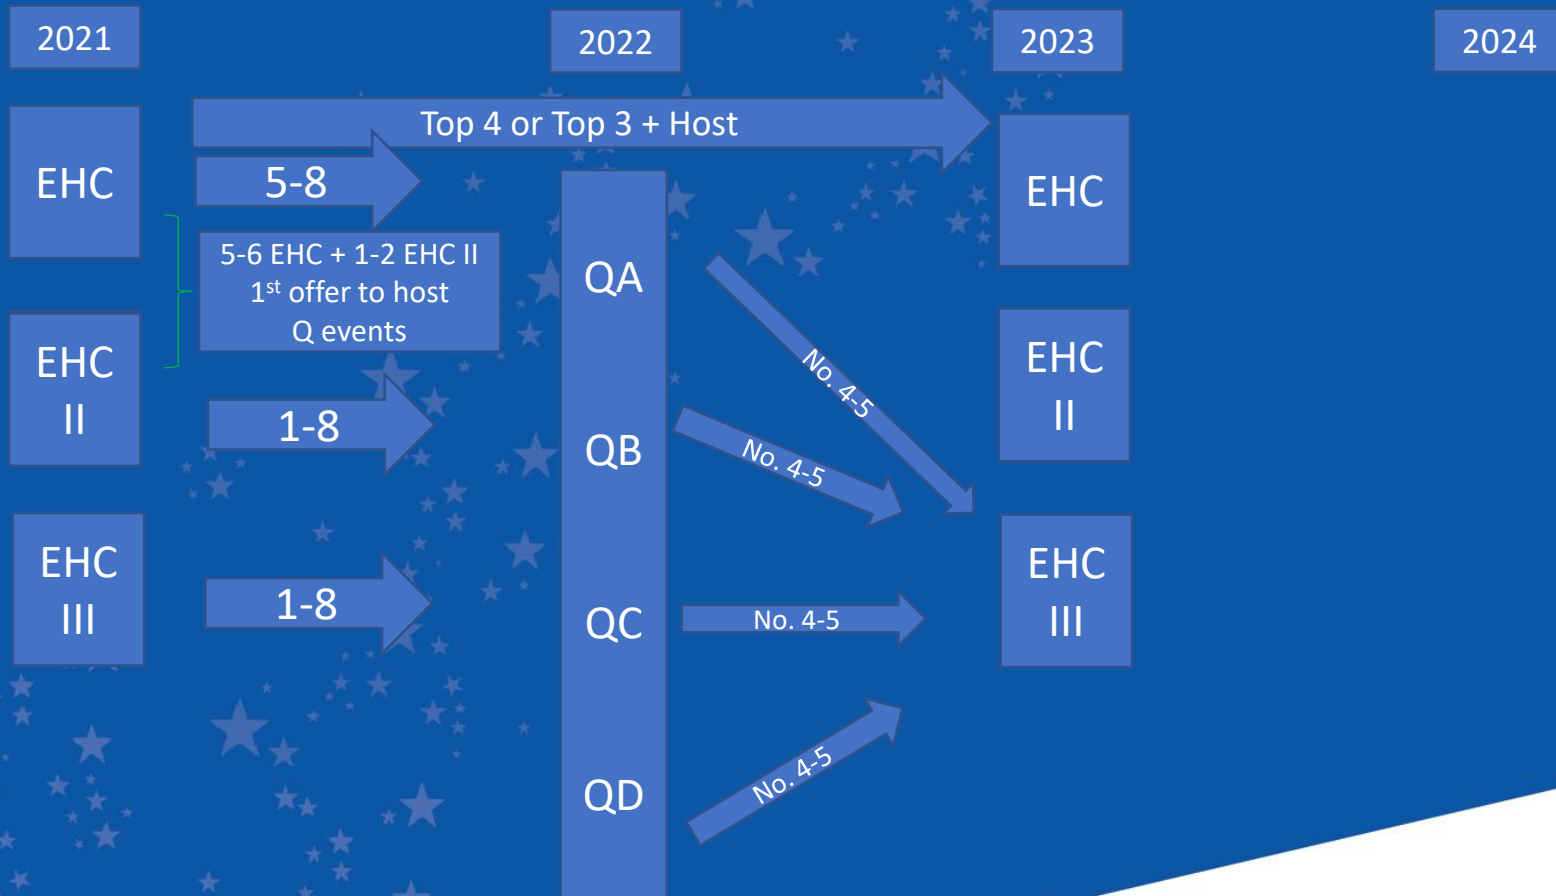 2021
2022
2023
2024
Top 4 or Top 3 + Host
EHC
5-8
EHC
5-6 EHC + 1-2 EHC II
1st offer to host
Q events
QA
No. 4-5
EHC
II
1-8
QB
No. 4-5
EHC
II
EHC
III
1-8
QC
No. 4-5
EHC
III
QD
No. 4-5